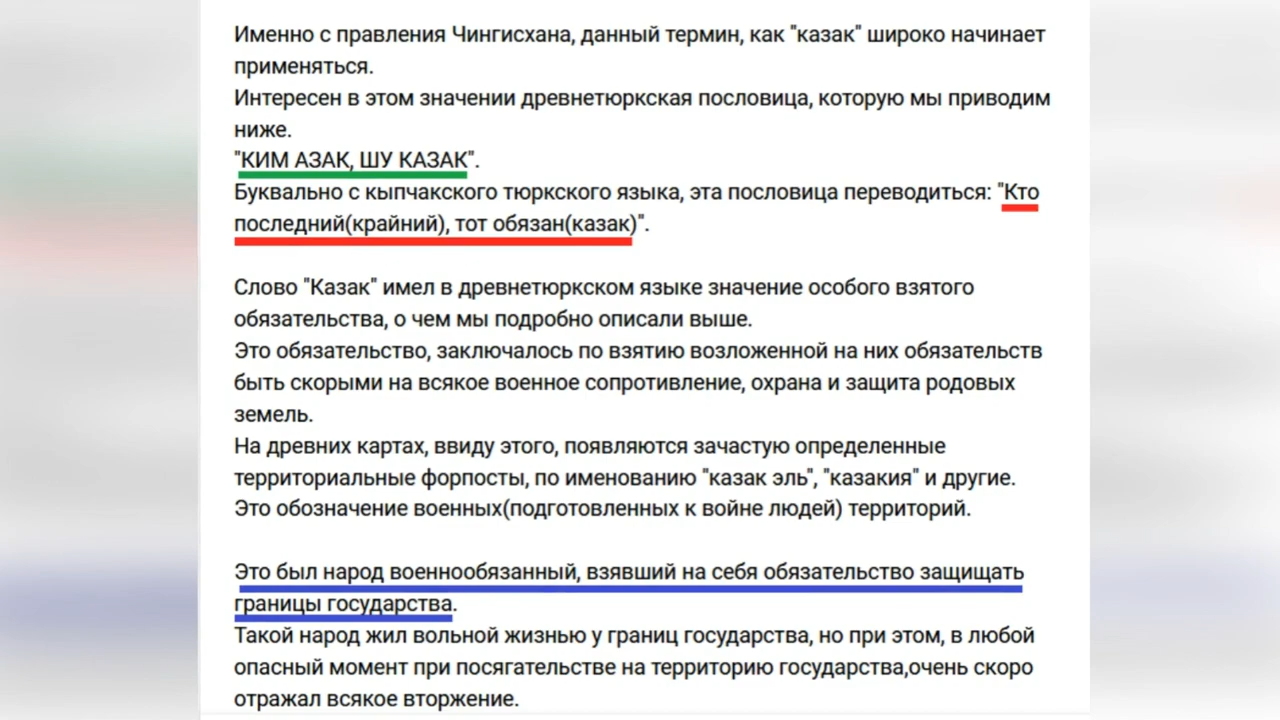 Именно с правления Чингисхана, данный термин, как "казак" широко начинает
применяться.
Интересен в этом значении древнетюркская пословица, которую мы приводим
ниже.
"КИМ АЗАК, ШУ КАЗАК".
Буквально с кыпчакского тюркского языка, эта пословица переводиться: "Кто
последний(крайний), тот обязан(казак)".
Слово "Казак" имел в древнетюркском языке значение особого взятого
обязательства, о чем мы подробно описали выше.
Это обязательство, заключалось по взятию возложенной на них обязательств
быть скорыми на всякое военное сопротивление, охрана и защита родовых
земель.
На древних картах, ввиду этого, появляются зачастую определенные
территориальные форпосты, по именованию "казак эль", "казакия" и другие.
Это обозначение военных(подготовленных к войне людей) территорий.
Это был народ военнообязанный, взявший на себя обязательство защищать
границы государства.
Такой народ жил вольной жизнью у границ государства, но при этом, в любой
опасный момент при посягательстве на территорию государства,очень скоро
отражал всякое вторжение.